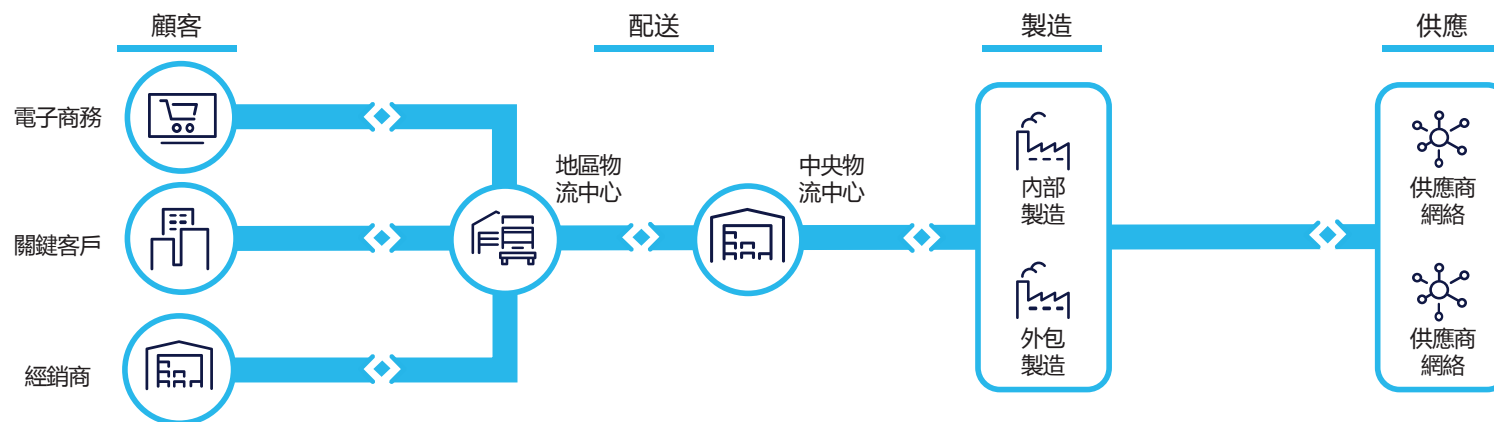 顧客
配送
製造
供應
電子商務
關鍵客戶
經銷商
地區物
流中心
中央物
流中心
內部
製造
外包
製造
供應商
網絡
供應商
網絡